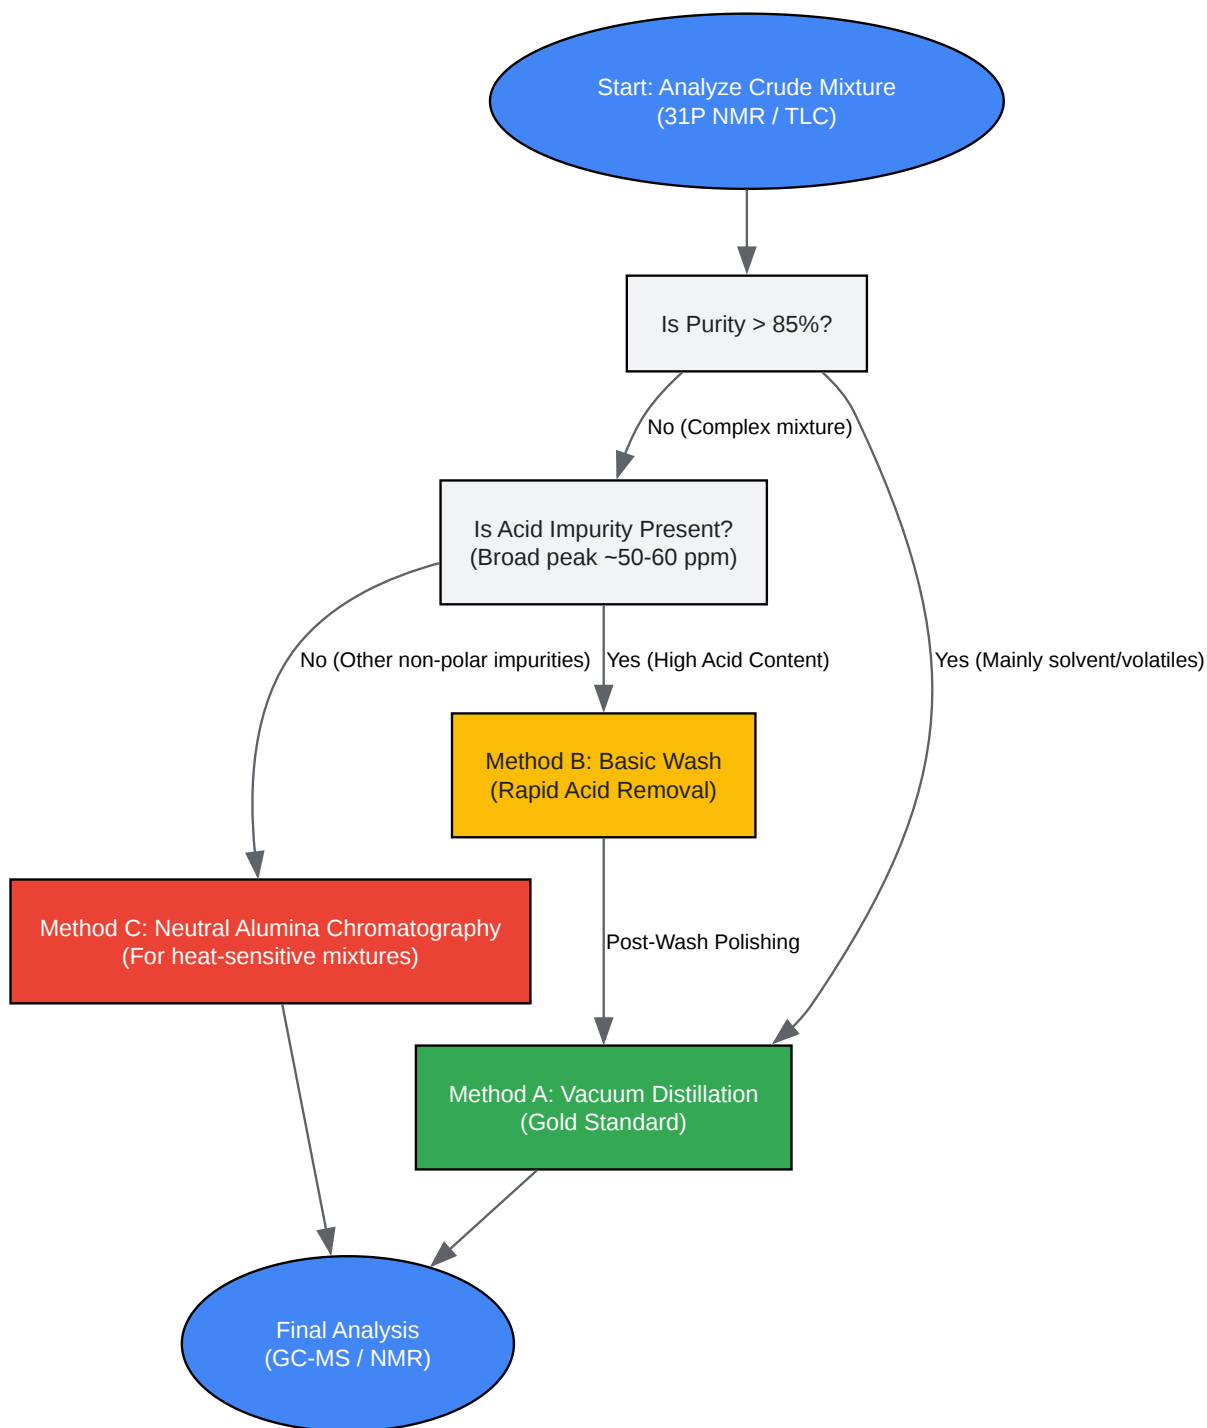 Start: Analyze Crude Mixture
(31P NMR / TLC)
Is Purity > 85%?
No (Complex mixture)
Is Acid Impurity Present?
(Broad peak ~50-60 ppm)
No (Other non-polar impurities)
Yes (High Acid Content)
Yes (Mainly solvent/volatiles)
Method B: Basic Wash
(Rapid Acid Removal)
Method C: Neutral Alumina Chromatography
(For heat-sensitive mixtures)
Post-Wash Polishing
Method A: Vacuum Distillation
(Gold Standard)
Final Analysis
(GC-MS / NMR)